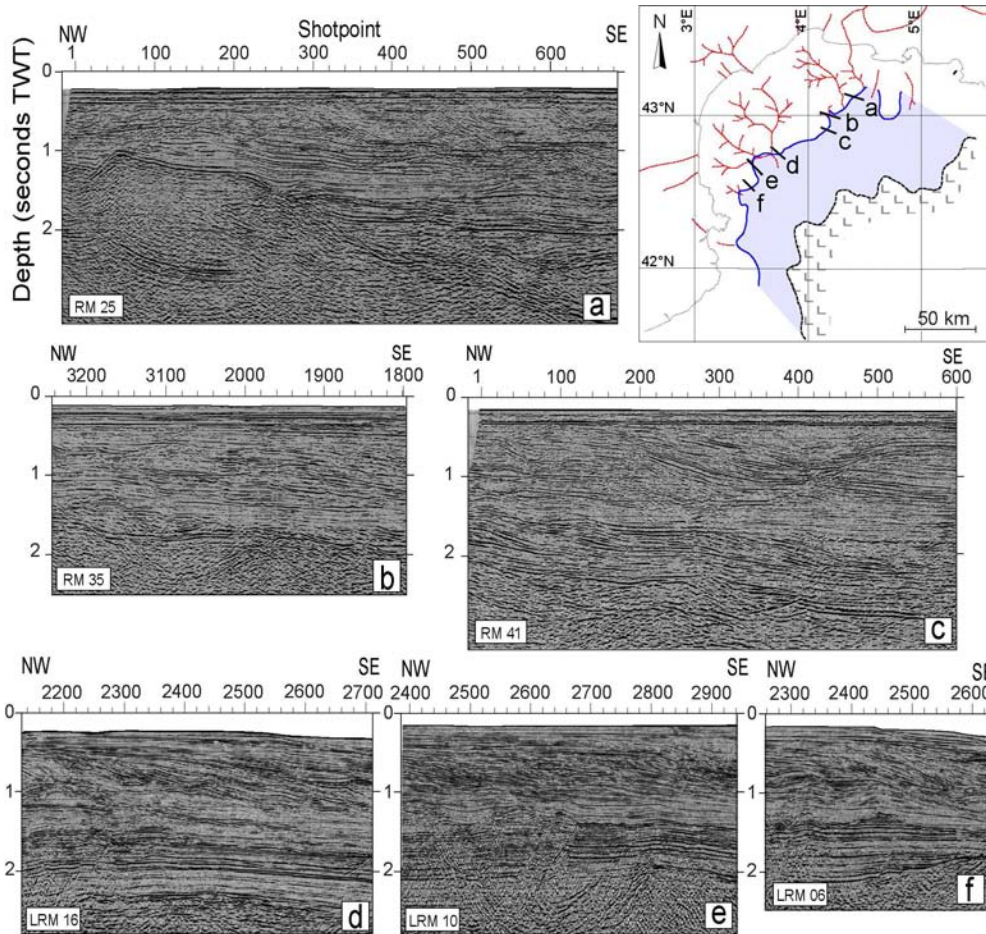 Depth (seconds TWT)
NW Shotpoint SE
1 100 200 300 400 500 600
0
1
2
RM 25
a
N
3°E 4°E 5°E
43°N
42°N
a
b
c
d
e
f
50 km
NW SE
3200 3100 2000 1900 1800
0
1
2
RM 35
b
NW SE
1 100 200 300 400 500 600
0
1
2
RM 41
c
NW SE
2200 2300 2400 2500 2600 2700
0
1
2
LRM 16
d
NW SE
2400 2500 2600 2700 2800 2900
0
1
2
LRM 10
e
NW SE
2300 2400 2500 2600
0
1
2
LRM 06
f